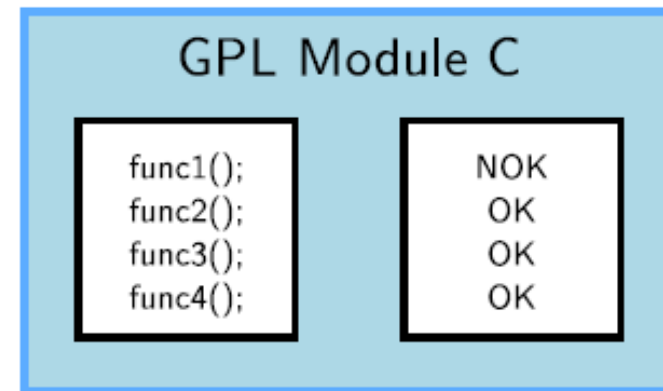 GPL Module C
func1();
func2();
func3();
func4();
NOK
OK
OK
OK